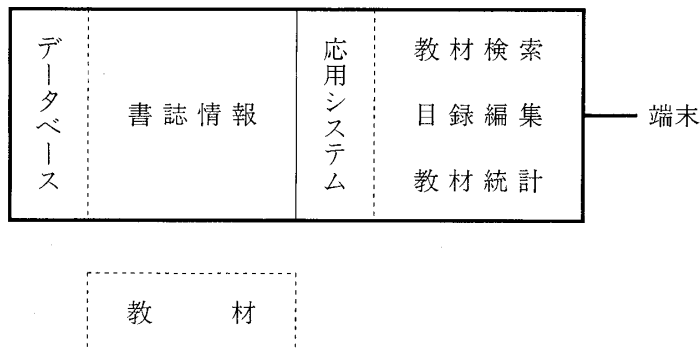 データベース
書誌情報
応用システム
教材検索
目録編集
教材統計
端末
教材